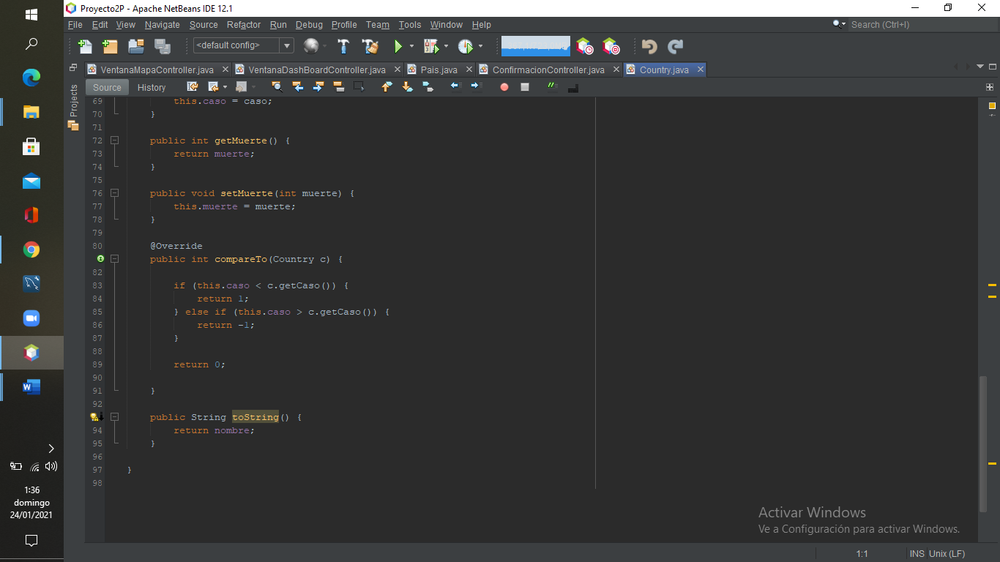 Proyecto2P - Apache NetBeans IDE 12.1
File Edit View Navigate Source Refactor Run Debug Profile Team Tools Window Help
Search (Ctrl+I)
<default config>
VentanaMapaController.java
VentanaDashBoardController.java
Pais.java
ConfirmacionController.java
Country.java
Projects
Source History
69 this.caso = caso;
70 }
71
72 public int getMuerte() {
73 return muerte;
74 }
75
76 public void setMuerte(int muerte) {
77 this.muerte = muerte;
78 }
79
80 @Override
public int compareTo(Country c) {
82
83 if (this.caso < c.getCaso()) {
84 return 1;
85 } else if (this.caso > c.getCaso()) {
86 return -1;
87 }
88
89 return 0;
90
91 }
92
public String toString() {
94 return nombre;
95 }
96
97 }
98
1:36
domingo
24/01/2021
Activar Windows
Ve a Configuración para activar Windows.
1:1 INS Unix (LF)